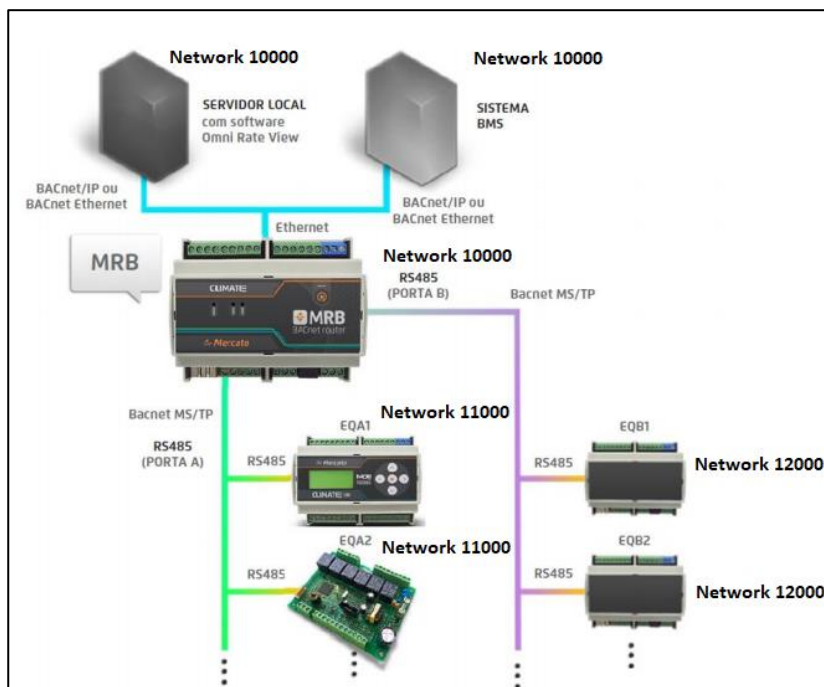 Network 10000
Network 10000
SERVIDOR LOCAL
com software
Omni Rate View
SISTEMA
BMS
BACnet/IP ou
BACnet Ethernet
BACnet/IP ou
BACnet Ethernet
Ethernet
MRB
Network 10000
RS485
(PORTA B)
Bacnet MS/TP
CLIMATE
MRB
BACnet router
Mercato
Bacnet MS/TP
RS485
(PORTA A)
Network 11000
EQA1
RS485
Mercato
CLIMATE
EQB1
RS485
Network 12000
EQA2
Network 11000
RS485
EQB2
RS485
Network 12000